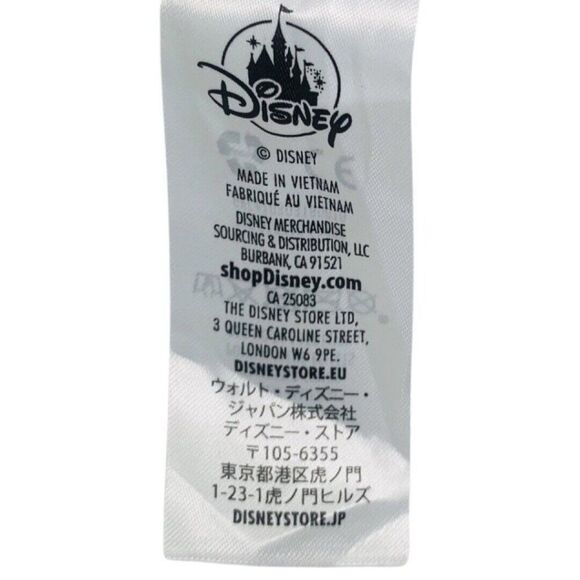 Disney
© DISNEY
MADE IN VIETNAM
FABRIQUÉ AU VIETNAM
DISNEY MERCHANDISE
SOURCING & DISTRIBUTION, LLC
BURBANK, CA 91521
shopDisney.com
CA 25083
THE DISNEY STORE LTD,
3 QUEEN CAROLINE STREET,
LONDON W6 9PE.
DISNEYSTORE.EU
ウォルト・ディズニー・
ジャパン株式会社
ディズニー・ストア
〒105-6355
東京都港区虎ノ門
1-23-1虎ノ門ヒルズ
DISNEYSTORE.JP